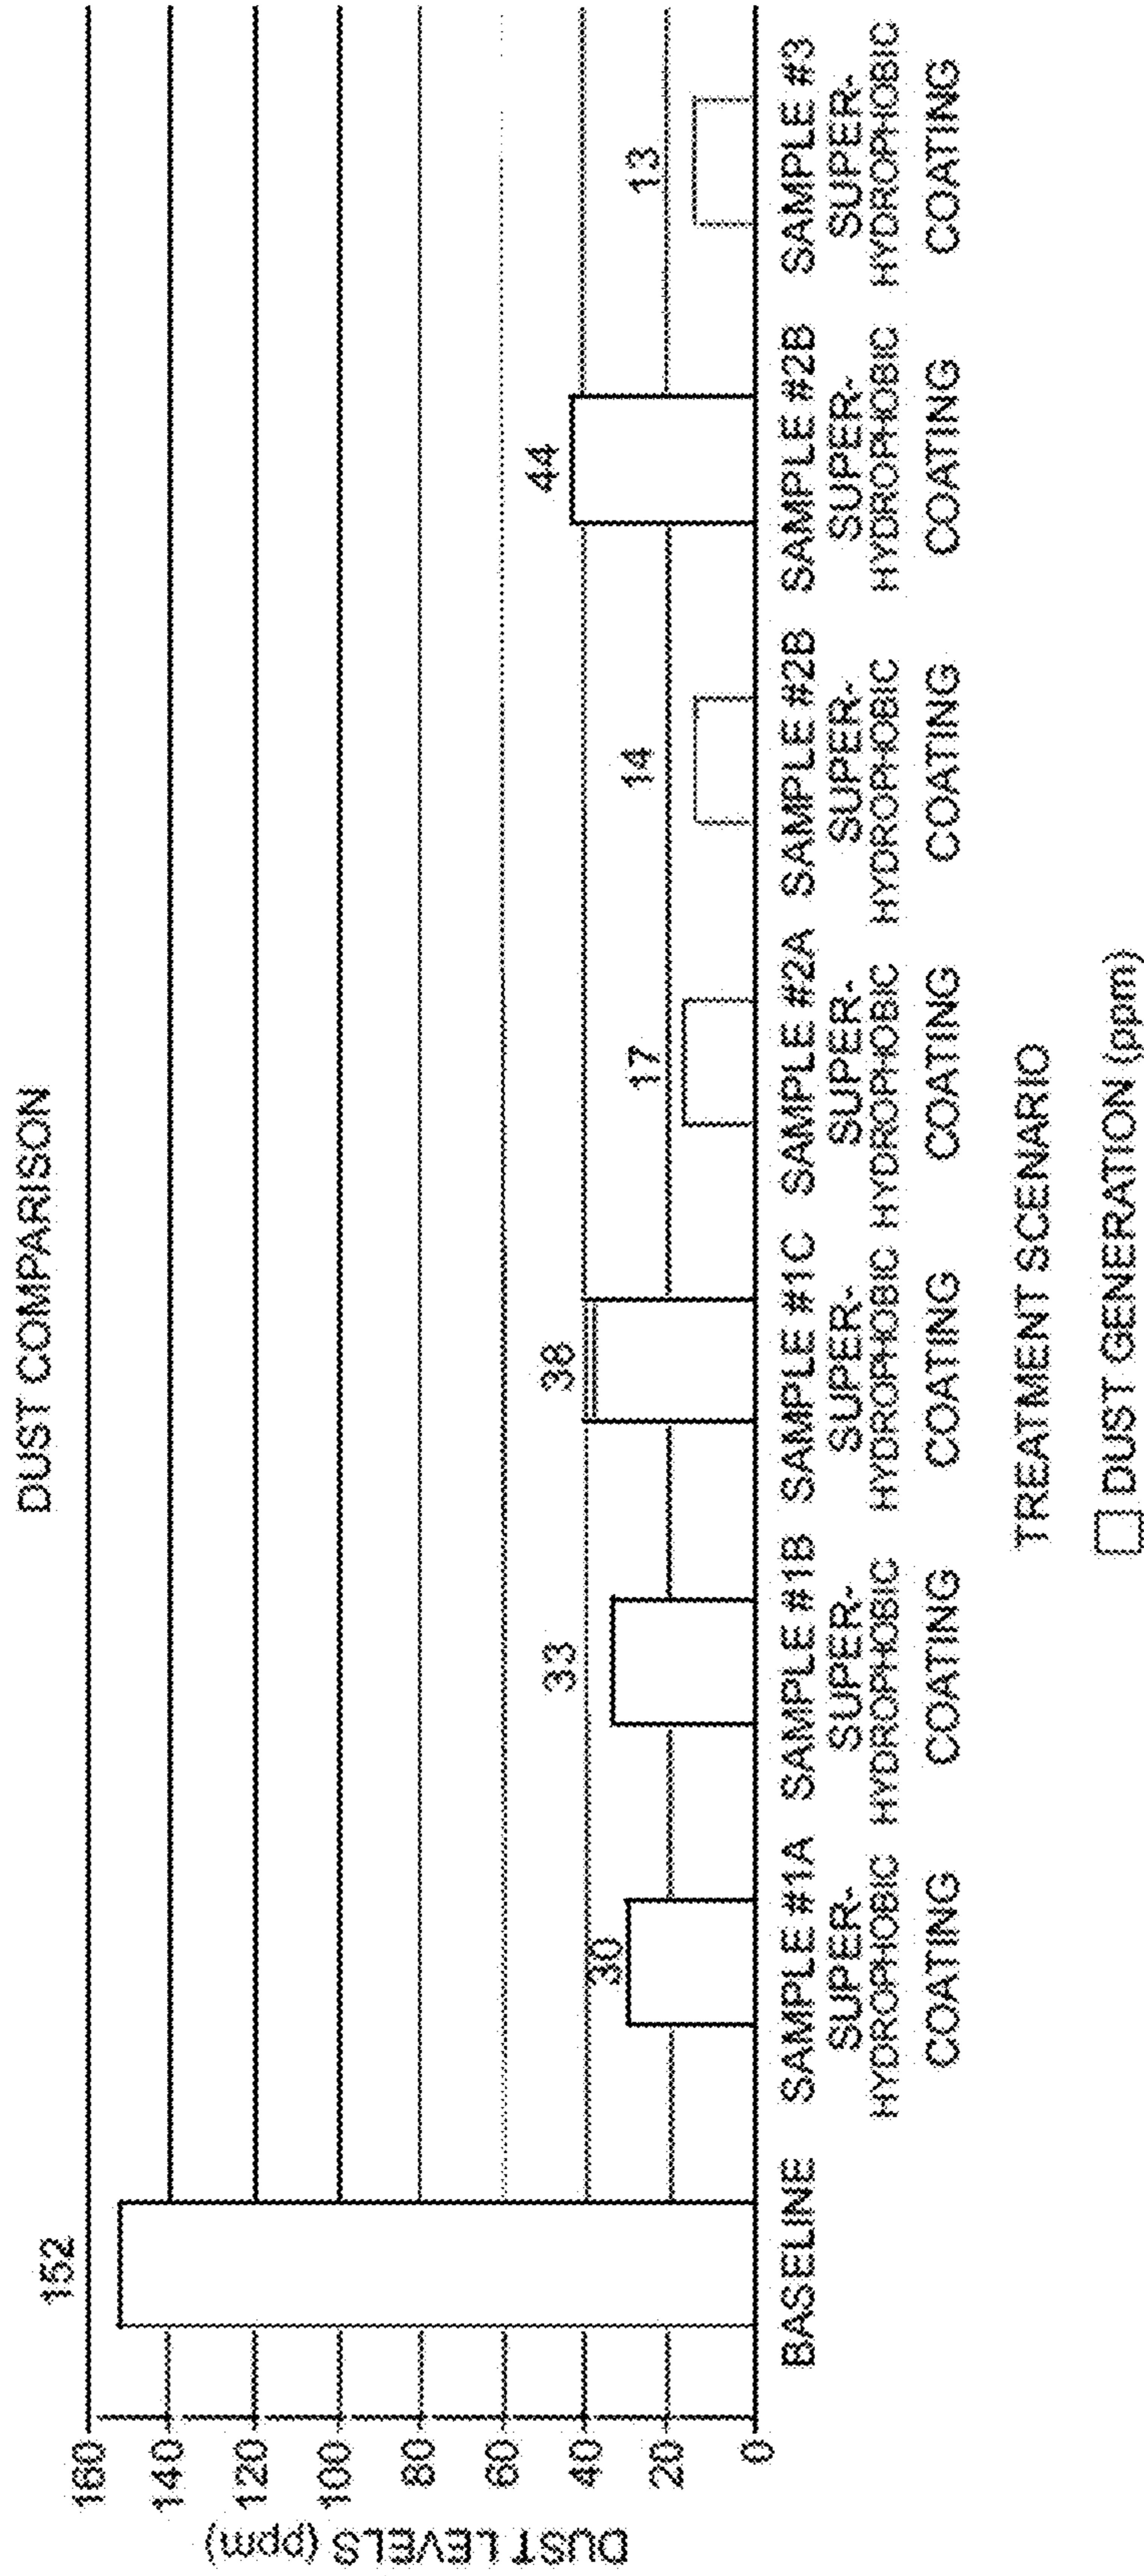 DUST COMPARISON
DUST LEVELS (ppm)
160
140
120
100
80
60
40
20
0
152
30
33
38
17
14
44
13
BASELINE
SAMPLE #1A
SUPER-
HYDROPHOBIC
COATING
SAMPLE #1B
SUPER-
HYDROPHOBIC
COATING
SAMPLE #1C
SUPER-
HYDROPHOBIC
COATING
SAMPLE #2A
SUPER-
HYDROPHOBIC
COATING
SAMPLE #2B
SUPER-
HYDROPHOBIC
COATING
SAMPLE #2B
SUPER-
HYDROPHOBIC
COATING
SAMPLE #3
SUPER-
HYDROPHOBIC
COATING
TREATMENT SCENARIO
DUST GENERATION (ppm)